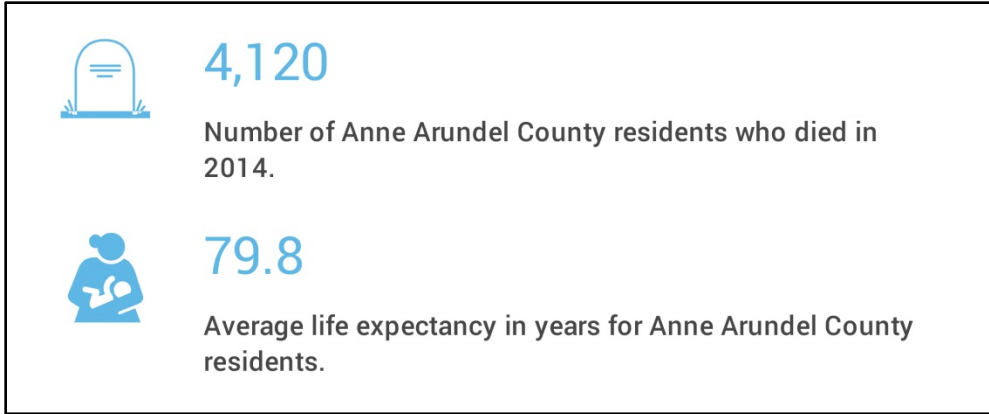 4,120
Number of Anne Arundel County residents who died in
2014.
79.8
Average life expectancy in years for Anne Arundel County
residents.